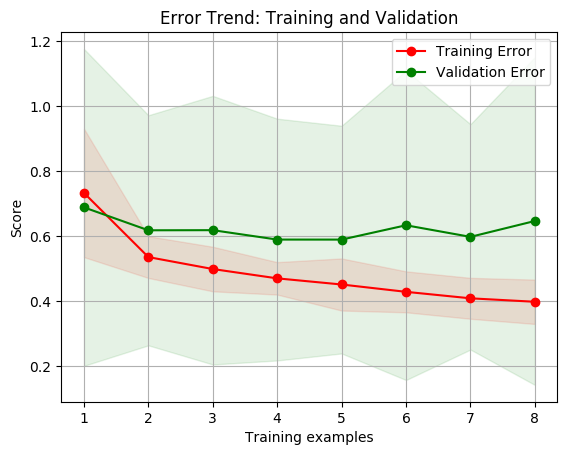 Error Trend: Training and Validation
Training Error
Validation Error
Score
1.2
1.0
0.8
0.6
0.4
0.2
1 2 3 4 5 6 7 8
Training examples